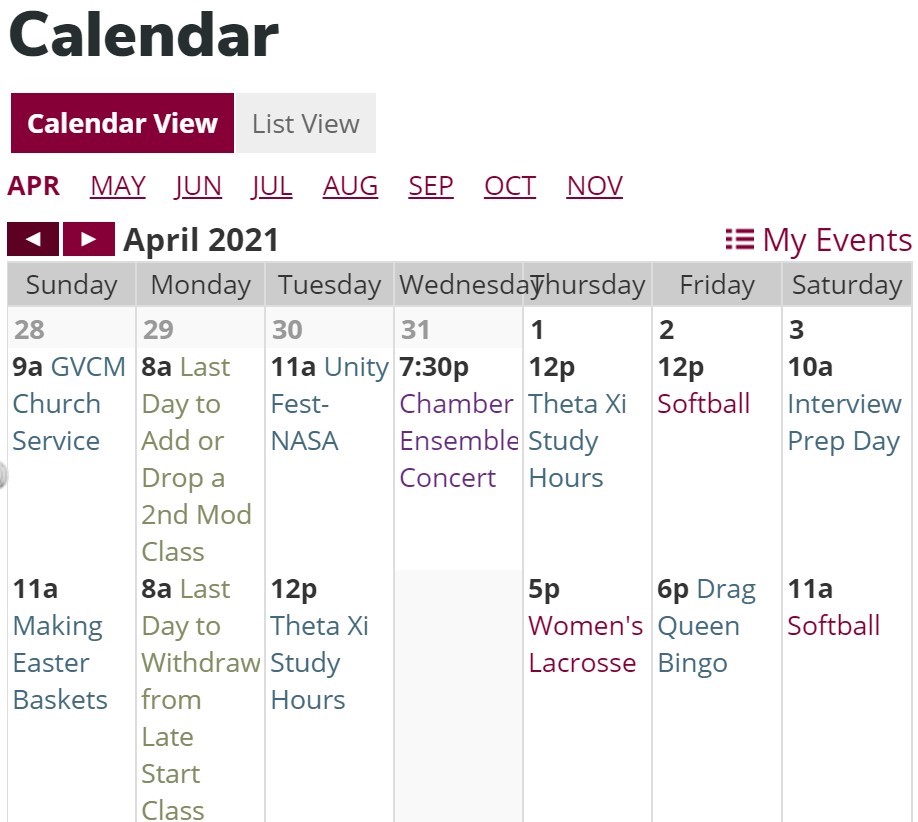 Calendar
Calendar View List View
APR MAY JUN JUL AUG SEP OCT NOV
◄ ► April 2021 My Events
Sunday Monday Tuesday Wednesday Thursday Friday Saturday
28 29 30 31 1 2 3
9a GVCM
Church
Service
8a Last
Day to
Add or
Drop a
2nd Mod
Class
11a Unity
Fest-
NASA
7:30p
Chamber
Ensemble
Concert
12p
Theta Xi
Study
Hours
12p
Softball
10a
Interview
Prep Day
11a
Making
Easter
Baskets
8a Last
Day to
Withdraw
from
Late
Start
Class
12p
Theta Xi
Study
Hours
5p
Women's
Lacrosse
6p Drag
Queen
Bingo
11a
Softball